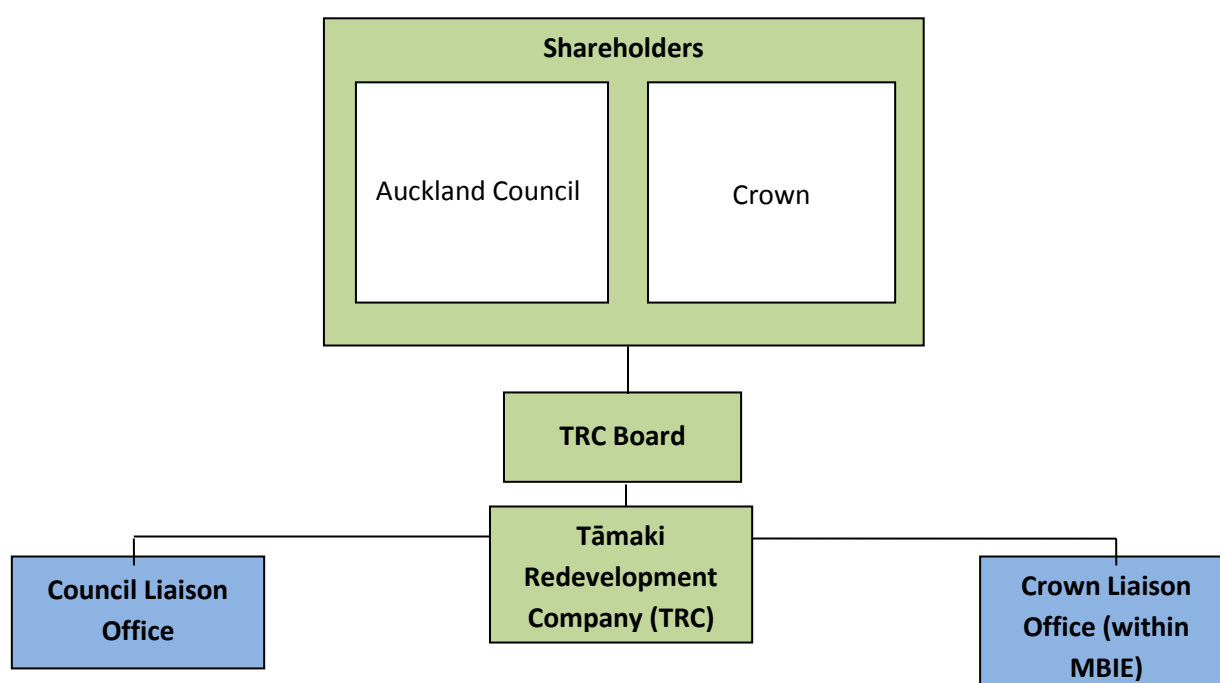 Shareholders
Auckland Council
Crown
TRC Board
Tāmaki
Redevelopment
Company (TRC)
Council Liaison
Office
Crown Liaison
Office (within
MBIE)